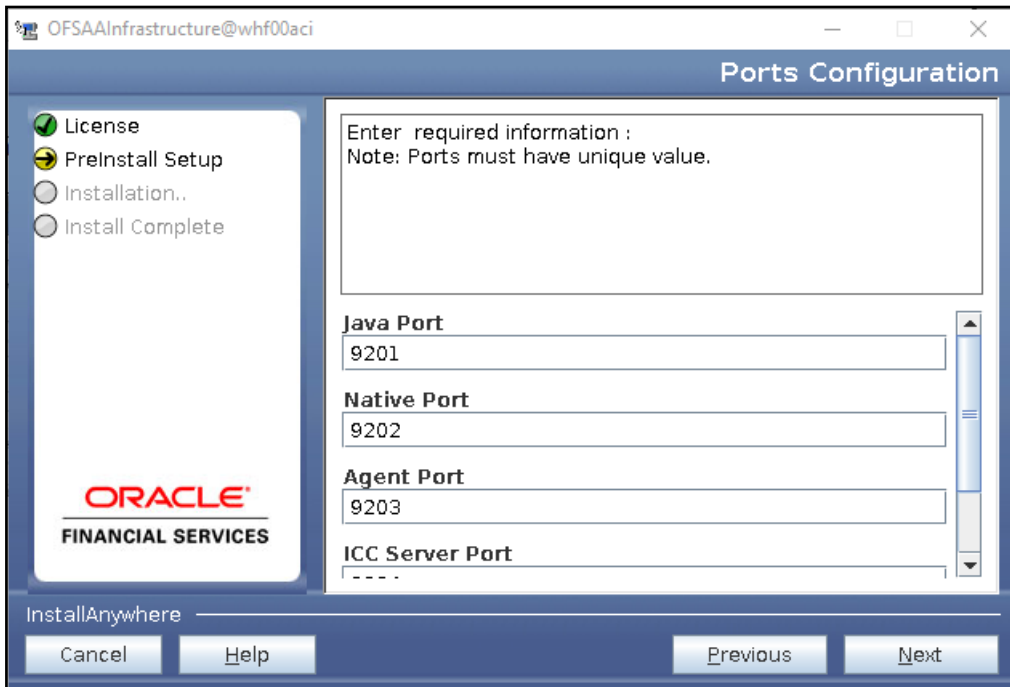 OFSAAInfrastructure@whf00aci
Ports Configuration
License
PreInstall Setup
Installation..
Install Complete
ORACLE
FINANCIAL SERVICES
Enter  required information :
Note: Ports must have unique value.
Java Port
9201
Native Port
9202
Agent Port
9203
ICC Server Port
InstallAnywhere
Cancel
Help
Previous
Next